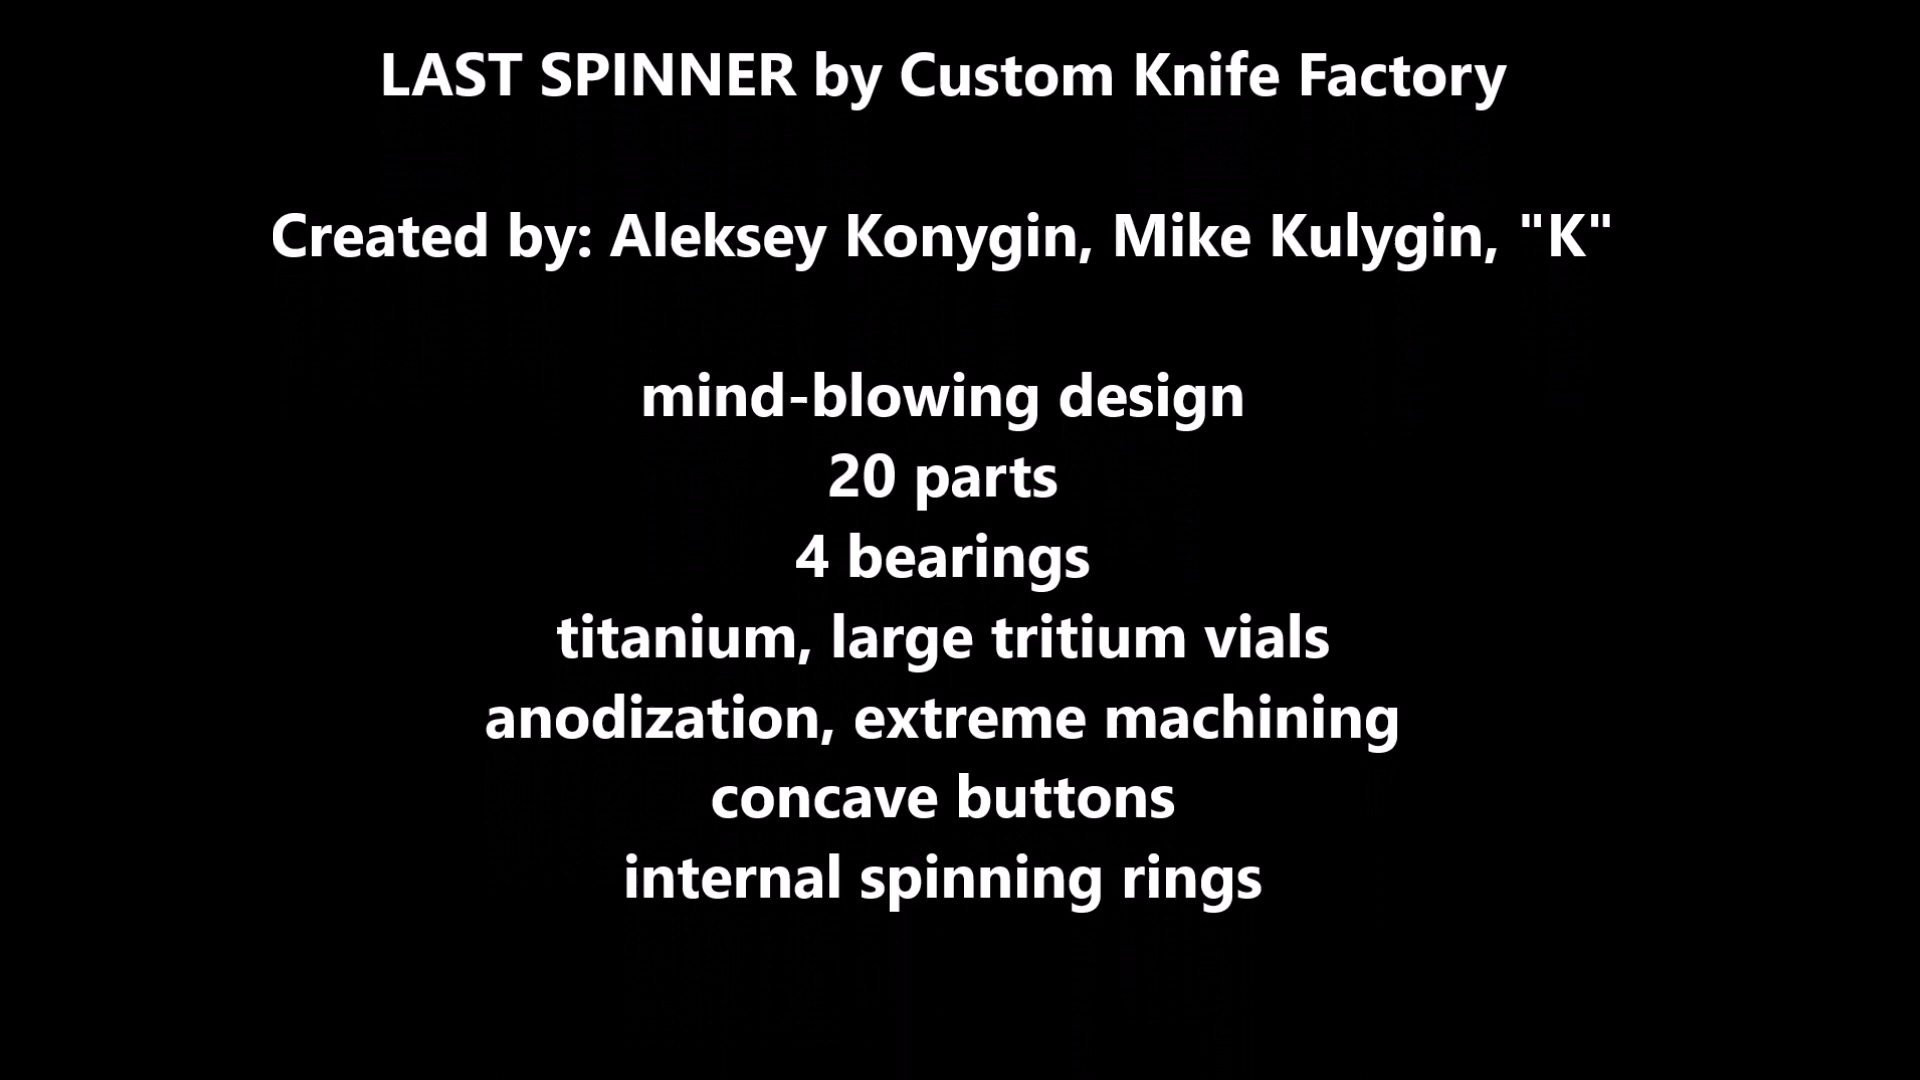 LAST SPINNER by Custom Knife Factory
Created by: Aleksey Konygin, Mike Kulygin, "K"
mind-blowing design
20 parts
4 bearings
titanium, large tritium vials
anodization, extreme machining
concave buttons
internal spinning rings